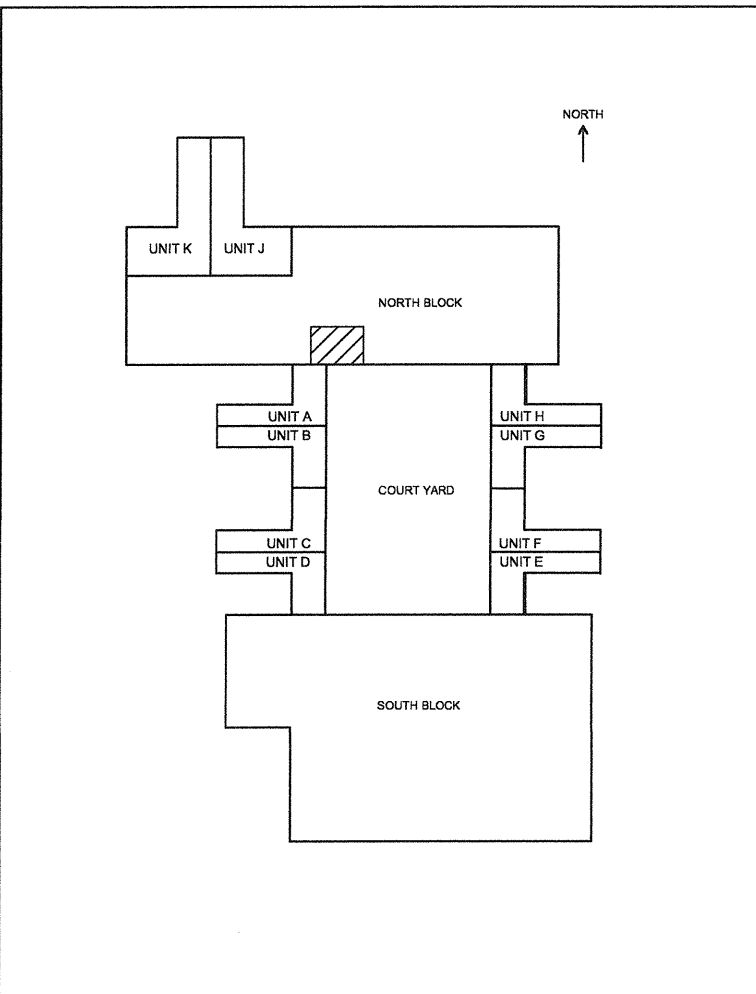 NORTH
UNIT K
UNIT J
NORTH BLOCK
UNIT A
UNIT H
UNIT B
UNIT G
COURT YARD
UNIT C
UNIT F
UNIT D
UNIT E
SOUTH BLOCK